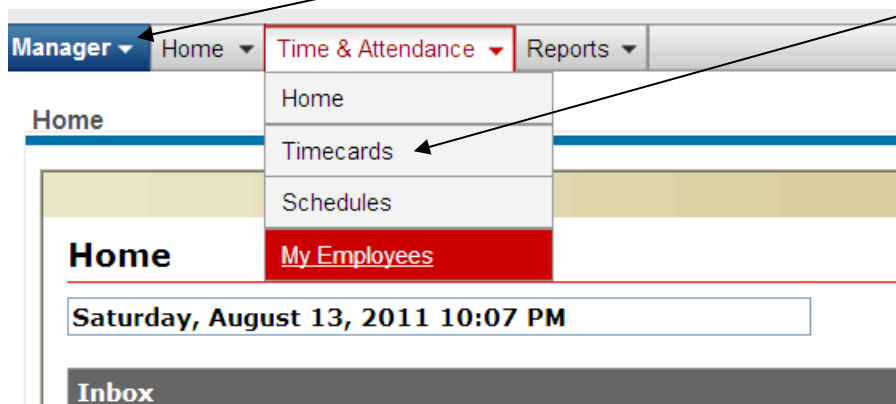 Manager Home Time & Attendance Reports
Home
Home
Timecards
Schedules
My Employees
Home
Saturday, August 13, 2011 10:07 PM
Inbox